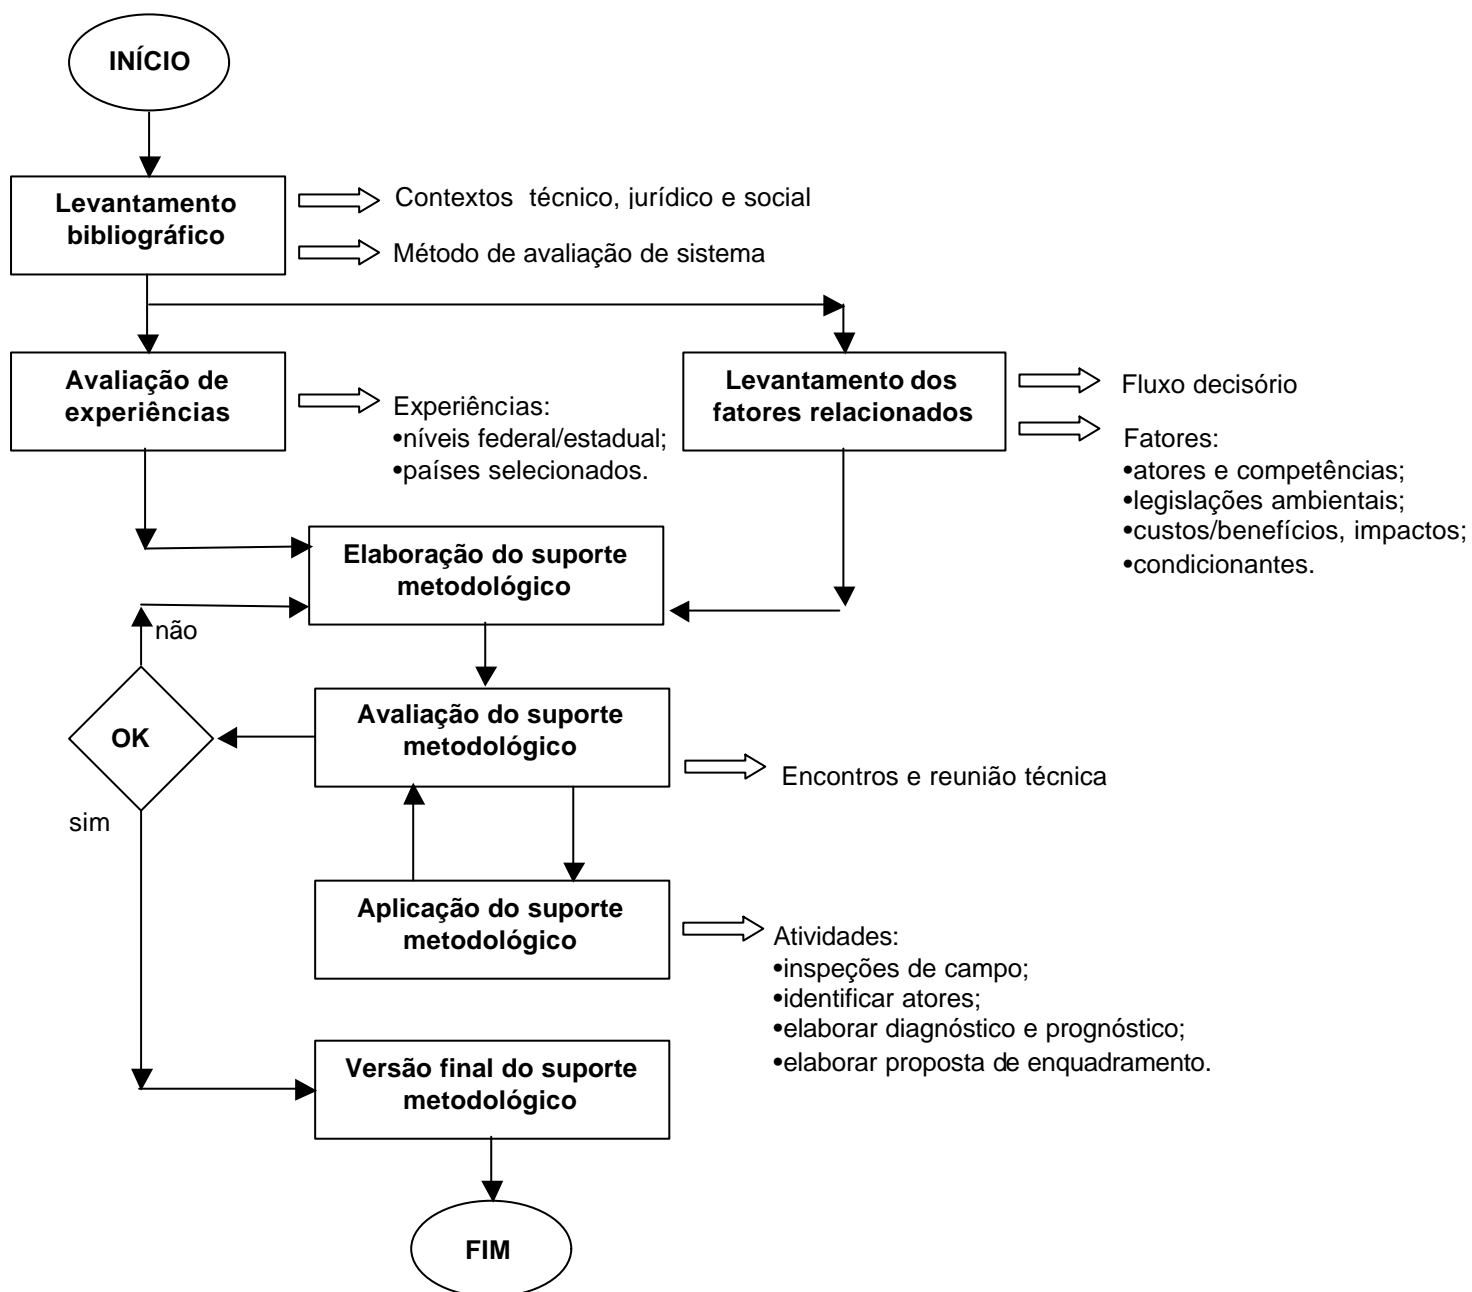 INÍCIO
Levantamento
bibliográfico
Contextos técnico, jurídico e social
Método de avaliação de sistema
Avaliação de
experiências
Experiências:
•níveis federal/estadual;
•países selecionados.
Levantamento dos
fatores relacionados
Fluxo decisório
Fatores:
•atores e competências;
•legislações ambientais;
•custos/benefícios, impactos;
•condicionantes.
Elaboração do suporte
metodológico
não
OK
sim
Avaliação do suporte
metodológico
Encontros e reunião técnica
Aplicação do suporte
metodológico
Atividades:
•inspeções de campo;
•identificar atores;
•elaborar diagnóstico e prognóstico;
•elaborar proposta de enquadramento.
Versão final do suporte
metodológico
FIM